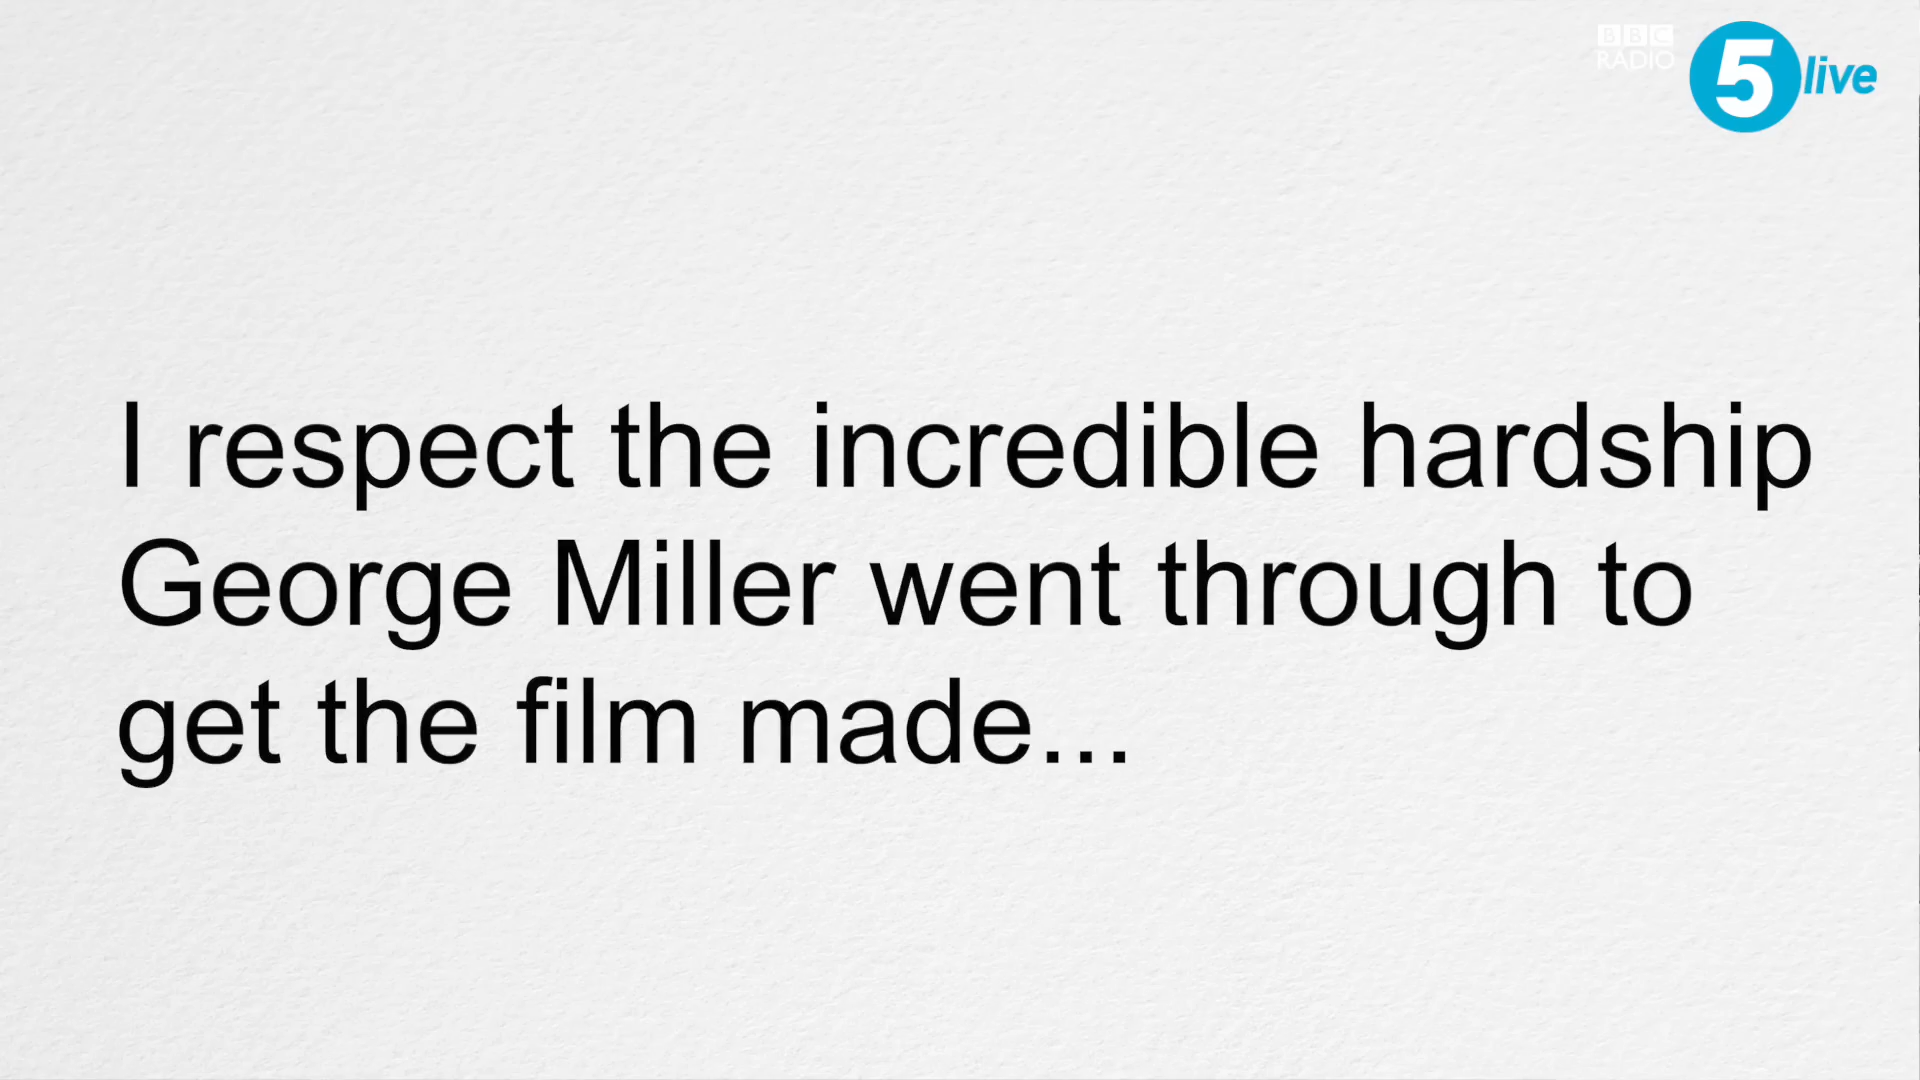 BBC
RADIO
5 live
I respect the incredible hardship
George Miller went through to
get the film made...